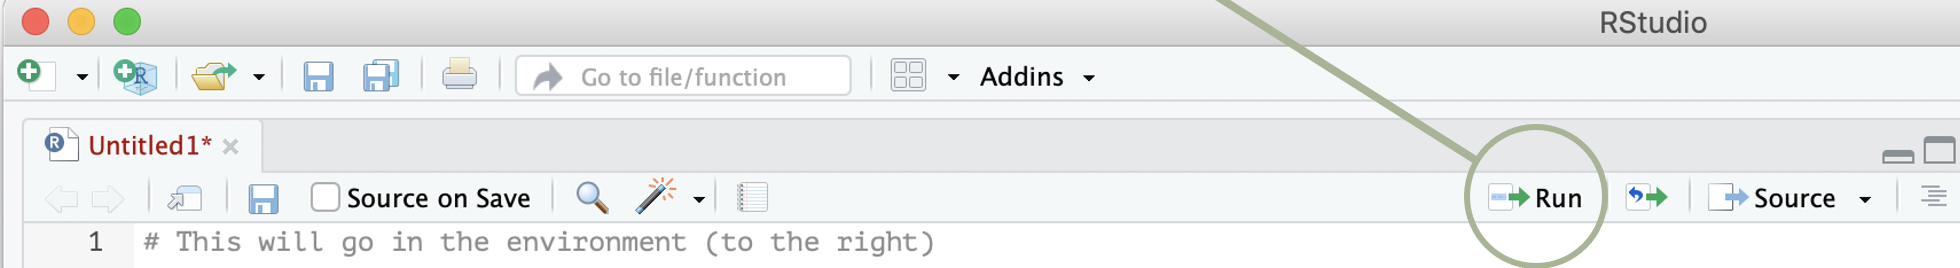 RStudio
R
Go to file/function
Addins
R
Untitled1*
Source on Save
Run
Source
1 # This will go in the environment (to the right)